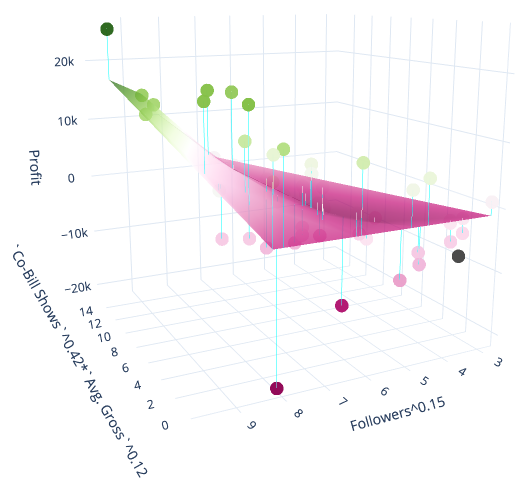 20k
10k
0
−10k
−20k
Profit
14
12
10
8
6
4
2
0
`Co-Bill Shows`^0.42*`Avg. Gross`^0.12
9
8
7
6
5
4
3
Followers^0.15